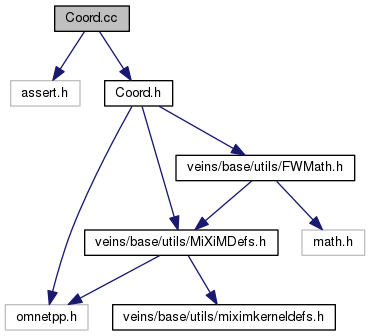 Coord.cc
assert.h
Coord.h
veins/base/utils/FWMath.h
veins/base/utils/MiXiMDefs.h
math.h
omnetpp.h
veins/base/utils/miximkerneldefs.h